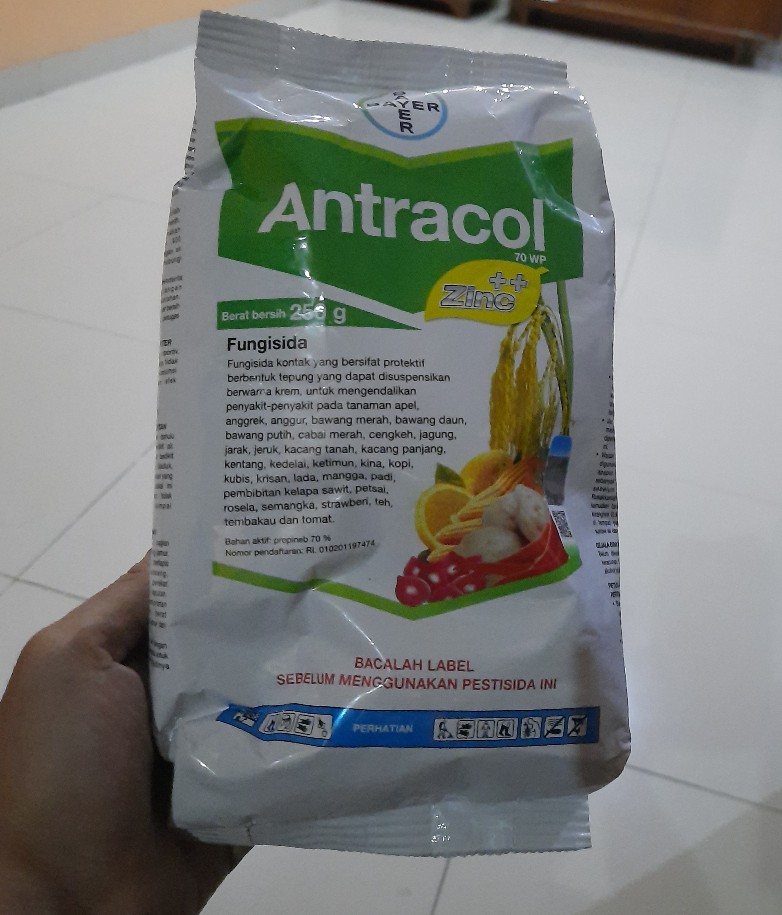 BAYER
BAYER
Antracol
70 WP
Zinc++
Berat bersih 250 g
Fungisida
Fungisida kontak yang bersifat protektif
berbentuk tepung yang dapat disuspensikan
berwarna krem, untuk mengendalikan
penyakit-penyakit pada tanaman apel,
anggrek, anggur, bawang merah, bawang daun,
bawang putih, cabai merah, cengkeh, jagung,
jarak, jeruk, kacang tanah, kacang panjang,
kentang, kedelai, ketimun, kina, kopi,
kubis, krisan, lada, mangga, padi,
pembibitan kelapa sawit, petsai,
rosela, semangka, strawberi, teh,
tembakau dan tomat.
Bahan aktif: propineb 70 %
Nomor pendaftaran: RI. 010201197474
BACALAH LABEL
SEBELUM MENGGUNAKAN PESTISIDA INI
PERHATIAN